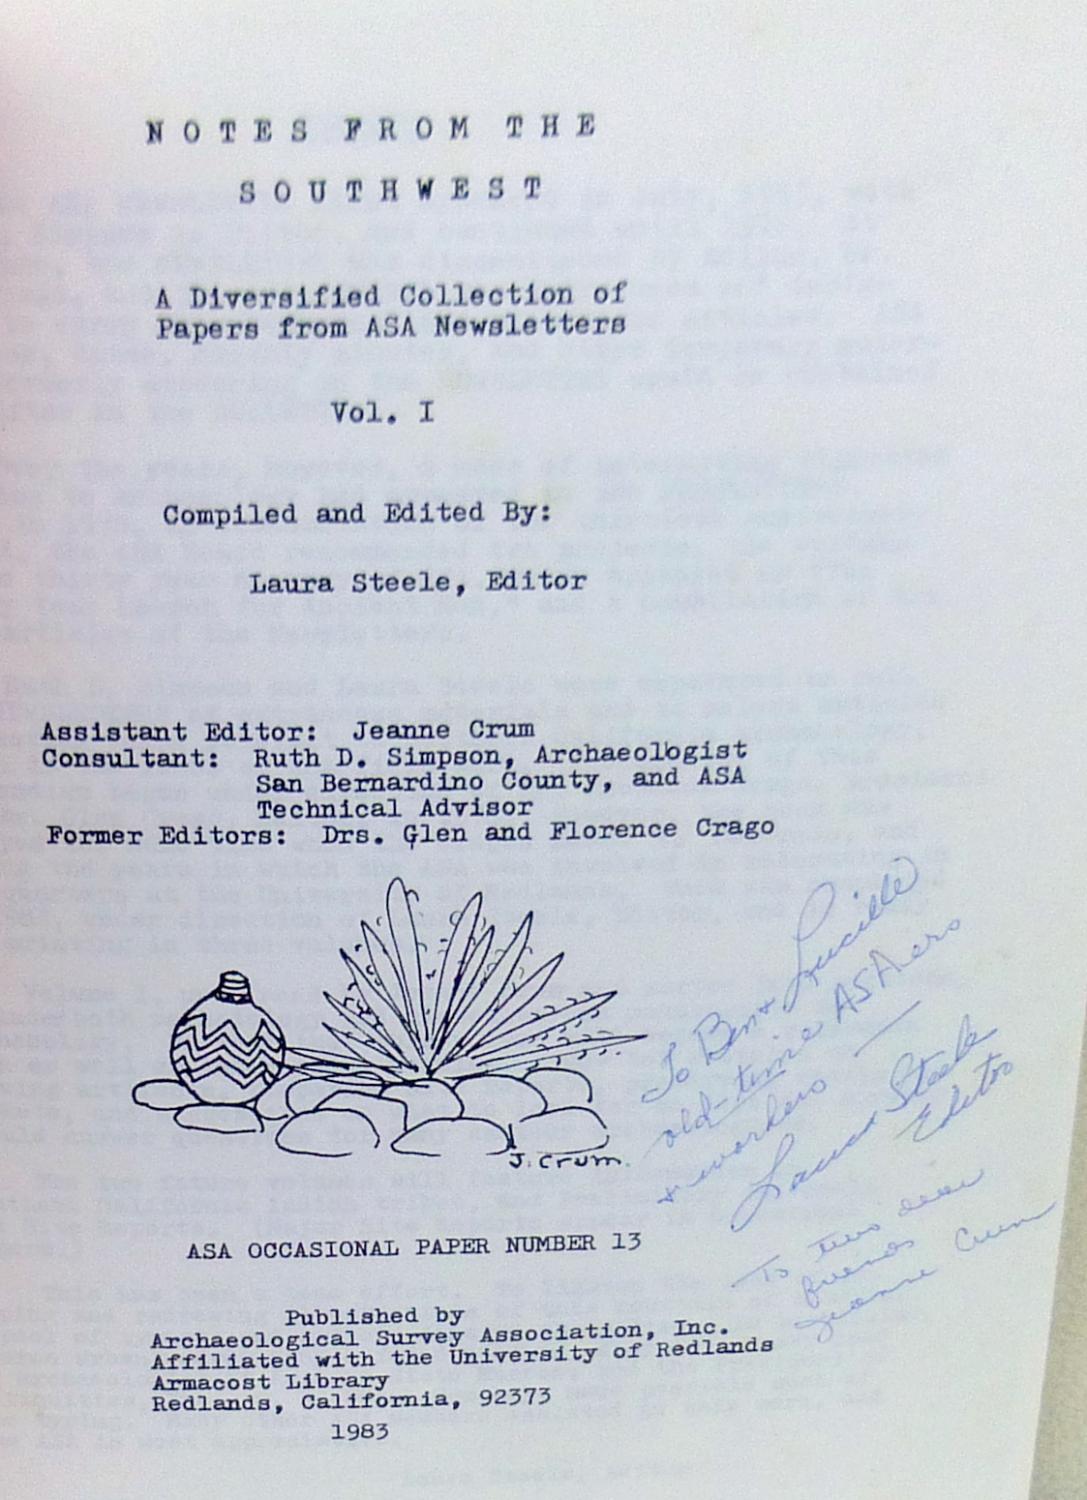 NOTES FROM THE
SOUTHWEST
A Diversified Collection of
Papers from ASA Newsletters
Vol. I
Compiled and Edited By:
Laura Steele, Editor
Assistant Editor: Jeanne Crum
Consultant: Ruth D. Simpson, Archaeologist
San Bernardino County, and ASA
Technical Advisor
Former Editors: Drs. Glen and Florence Crago
J. Crum.
To Ben + Lucille
old-time ASAers
+ workers
Laura Steele
Editor
To two dear
friends
Jeanne Crum
ASA OCCASIONAL PAPER NUMBER 13
Published by
Archaeological Survey Association, Inc.
Affiliated with the University of Redlands
Armacost Library
Redlands, California, 92373
1983